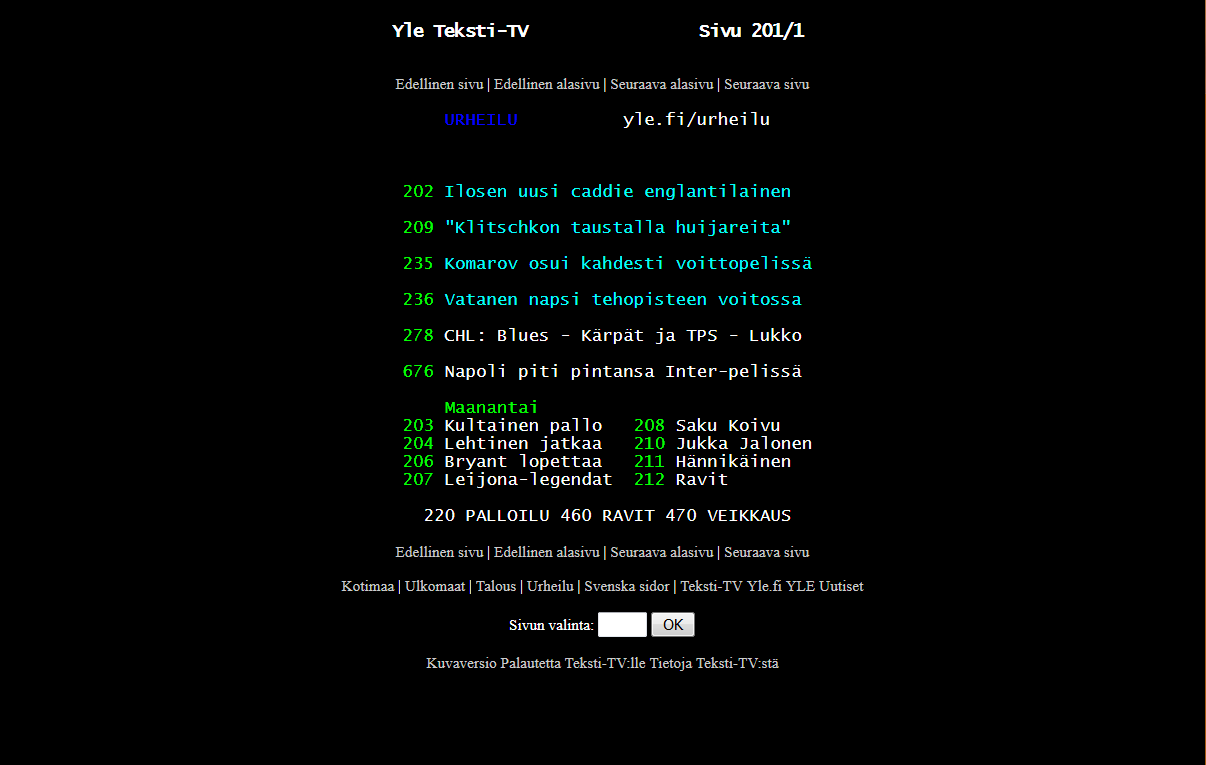 Yle Teksti-TV Sivu 201/1
Edellinen sivu | Edellinen alasivu | Seuraava alasivu | Seuraava sivu
URHEILU yle.fi/urheilu
202 Ilosen uusi caddie englantilainen
209 "Klitschkon taustalla huijareita"
235 Komarov osui kahdesti voittopelissä
236 Vatanen napsi tehopisteen voitossa
278 CHL: Blues - Kärpät ja TPS - Lukko
676 Napoli piti pintansa Inter-pelissä
Maanantai
203 Kultainen pallo 208 Saku Koivu
204 Lehtinen jatkaa 210 Jukka Jalonen
206 Bryant lopettaa 211 Hännikäinen
207 Leijona-legendat 212 Ravit
220 PALLOILU 460 RAVIT 470 VEIKKAUS
Edellinen sivu | Edellinen alasivu | Seuraava alasivu | Seuraava sivu
Kotimaa | Ulkomaat | Talous | Urheilu | Svenska sidor | Teksti-TV Yle.fi YLE Uutiset
Sivun valinta: OK
Kuvaversio Palautetta Teksti-TV:lle Tietoja Teksti-TV:stä